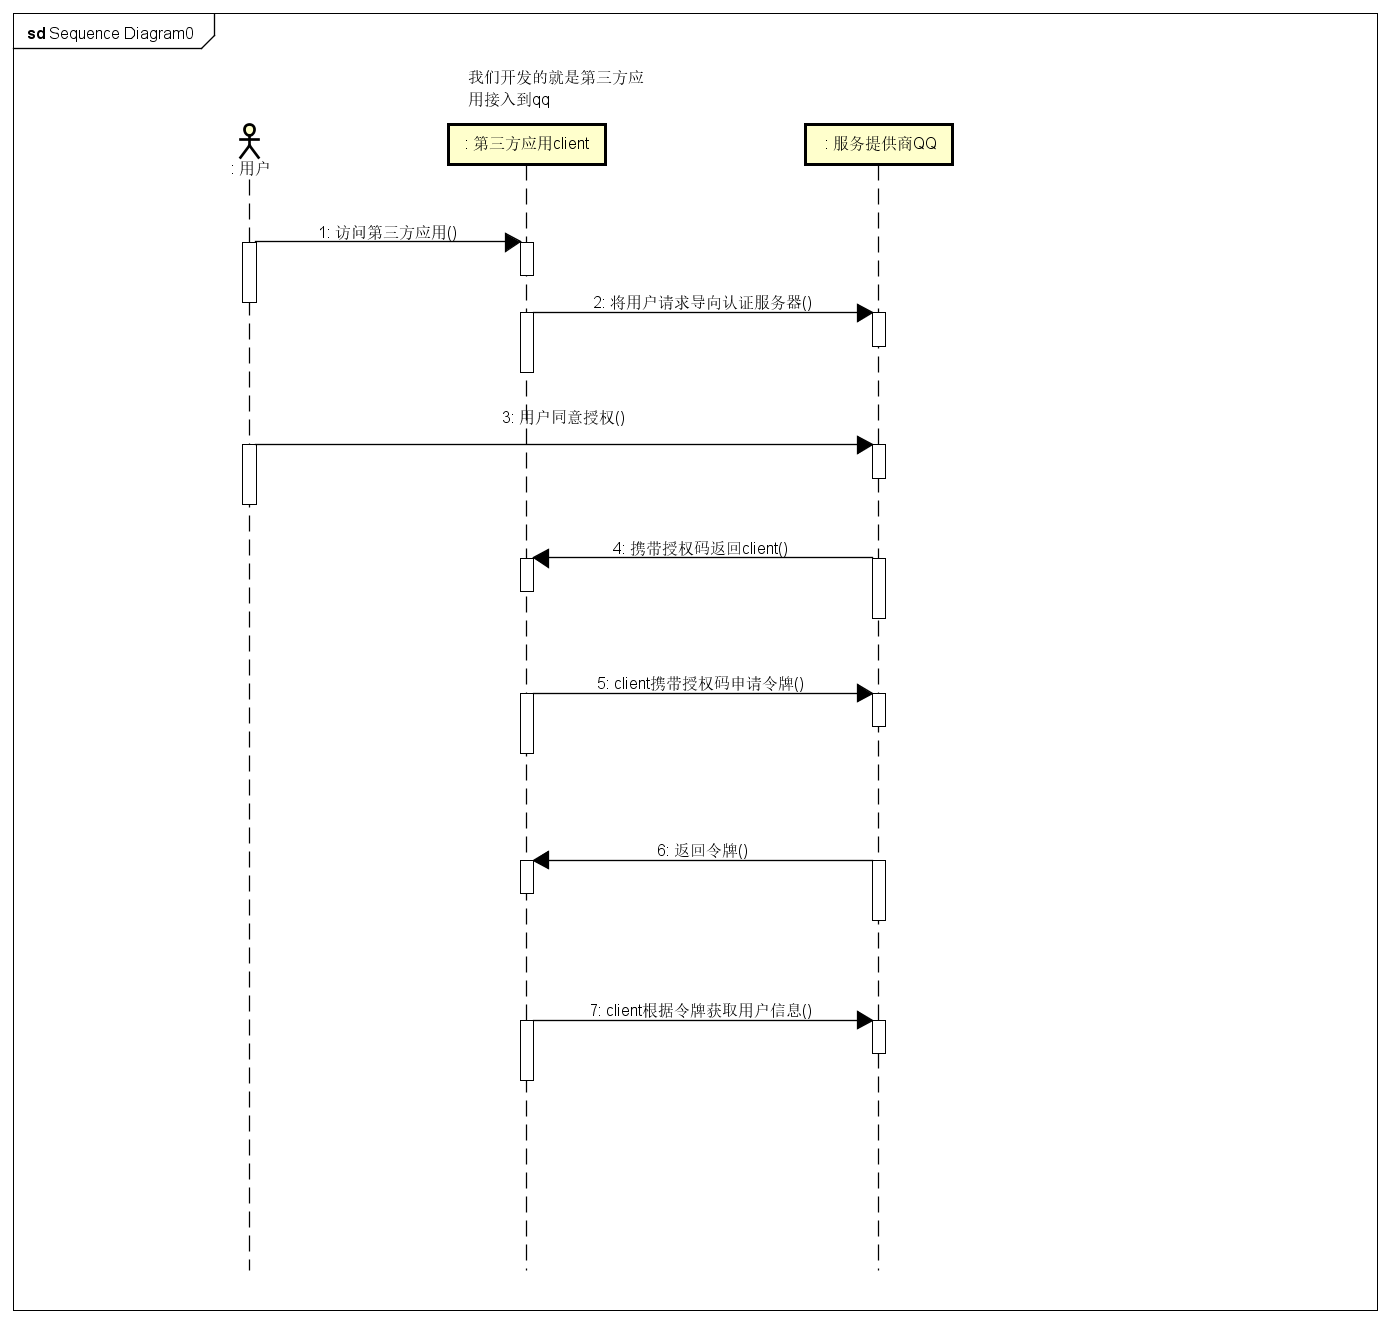 sd Sequence Diagram0
我们开发的就是第三方应
用接入到qq
: 用户
: 第三方应用client
: 服务提供商QQ
1: 访问第三方应用()
2: 将用户请求导向认证服务器()
3: 用户同意授权()
4: 携带授权码返回client()
5: client携带授权码申请令牌()
6: 返回令牌()
7: client根据令牌获取用户信息()